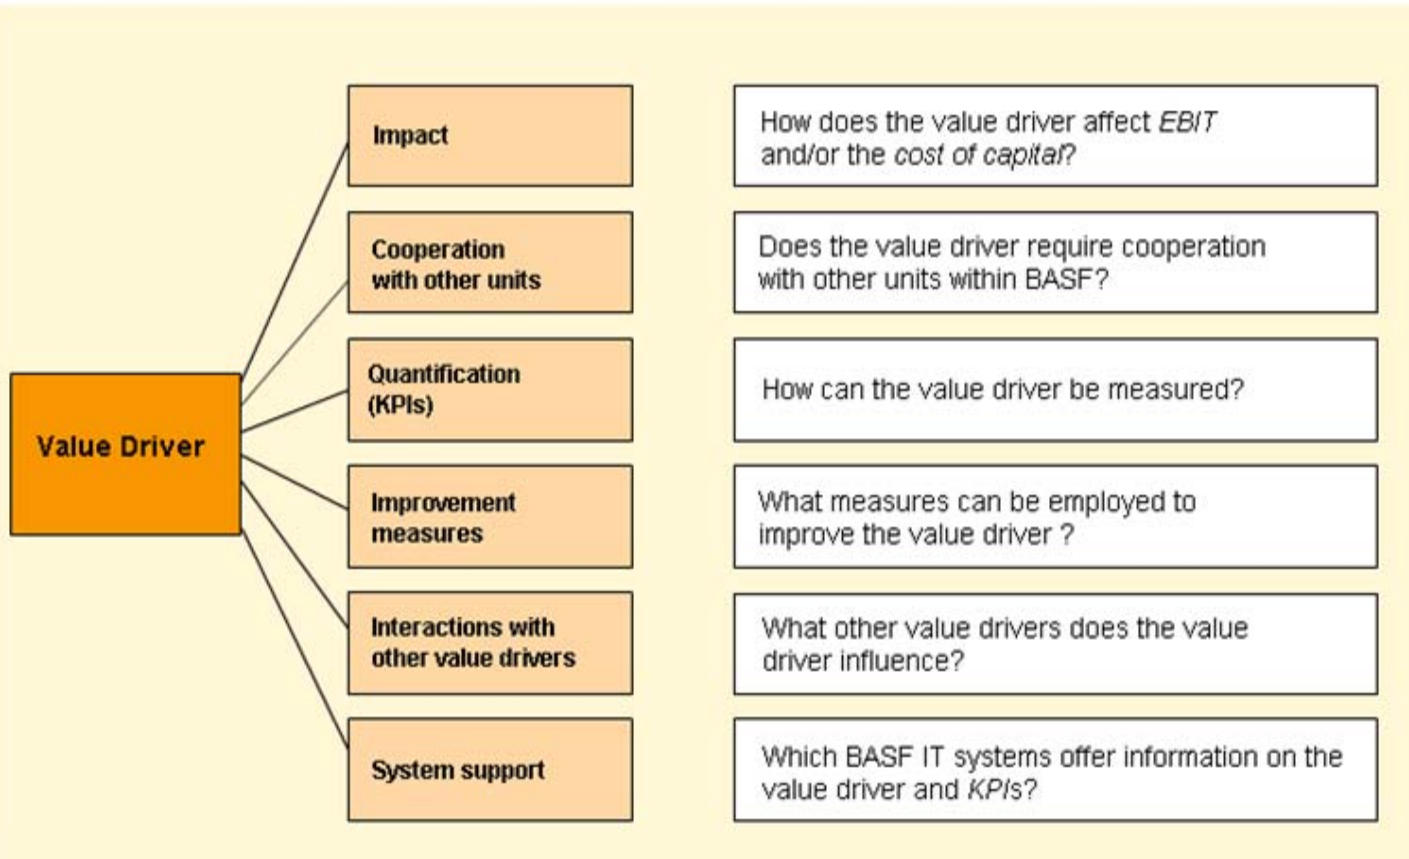 Impact
How does the value driver affect EBIT
and/or the cost of capital?
Cooperation
with other units
Does the value driver require cooperation
with other units within BASF?
Quantification
(KPIs)
How can the value driver be measured?
Value Driver
Improvement
measures
What measures can be employed to
improve the value driver ?
Interactions with
other value drivers
What other value drivers does the value
driver influence?
System support
Which BASF IT systems offer information on the
value driver and KPIs?